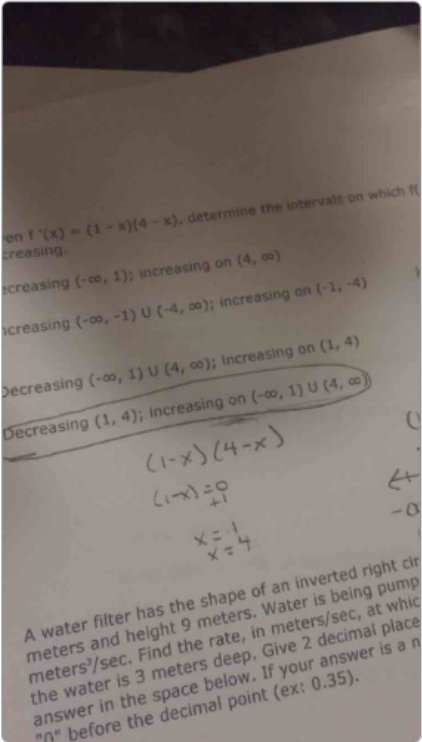 en f '(x) = (1 - x)(4 - x), determine the intervals on which f(
creasing.
ecreasing (-∞, 1); increasing on (4, ∞)
ncreasing (-∞, -1) U (-4, ∞); increasing on (-1, -4)
Decreasing (-∞, 1) U (4, ∞); increasing on (1, 4)
Decreasing (1, 4); increasing on (-∞, 1) U (4, ∞)
(1-x)(4-x)
(1-x)=0
+1
x = 1
x = 4
A water filter has the shape of an inverted right cir
meters and height 9 meters. Water is being pump
meters³/sec. Find the rate, in meters/sec, at whic
the water is 3 meters deep. Give 2 decimal place
answer in the space below. If your answer is a n
"0" before the decimal point (ex: 0.35).